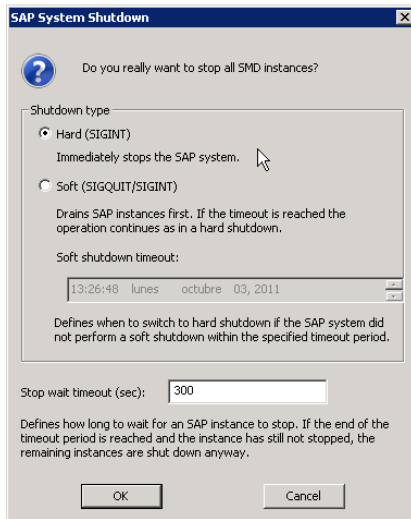 SAP System Shutdown
Do you really want to stop all SMD instances?
Shutdown type
Hard (SIGINT)
Immediately stops the SAP system.
Soft (SIGQUIT/SIGINT)
Drains SAP instances first. If the timeout is reached the
operation continues as in a hard shutdown.
Soft shutdown timeout:
13:26:48 lunes octubre 03, 2011
Defines when to switch to hard shutdown if the SAP system did
not perform a soft shutdown within the specified timeout period.
Stop wait timeout (sec): 300
Defines how long to wait for an SAP instance to stop. If the end of the
timeout period is reached and the instance has still not stopped, the
remaining instances are shut down anyway.
OK Cancel